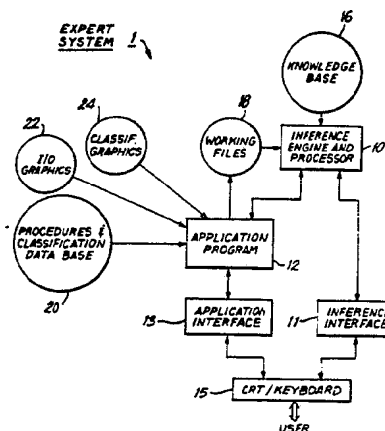 EXPERT
SYSTEM 1
16
KNOWLEDGE
BASE
24
CLASSIF.
GRAPHICS
18
WORKING
FILES
INFERENCE
ENGINE AND
PROCESSOR
10
22
I/O
GRAPHICS
PROCEDURES &
CLASSIFICATION
DATA BASE
20
APPLICATION
PROGRAM
12
13
APPLICATION
INTERFACE
11
INFERENCE
INTERFACE
15
CRT/KEYBOARD
USER